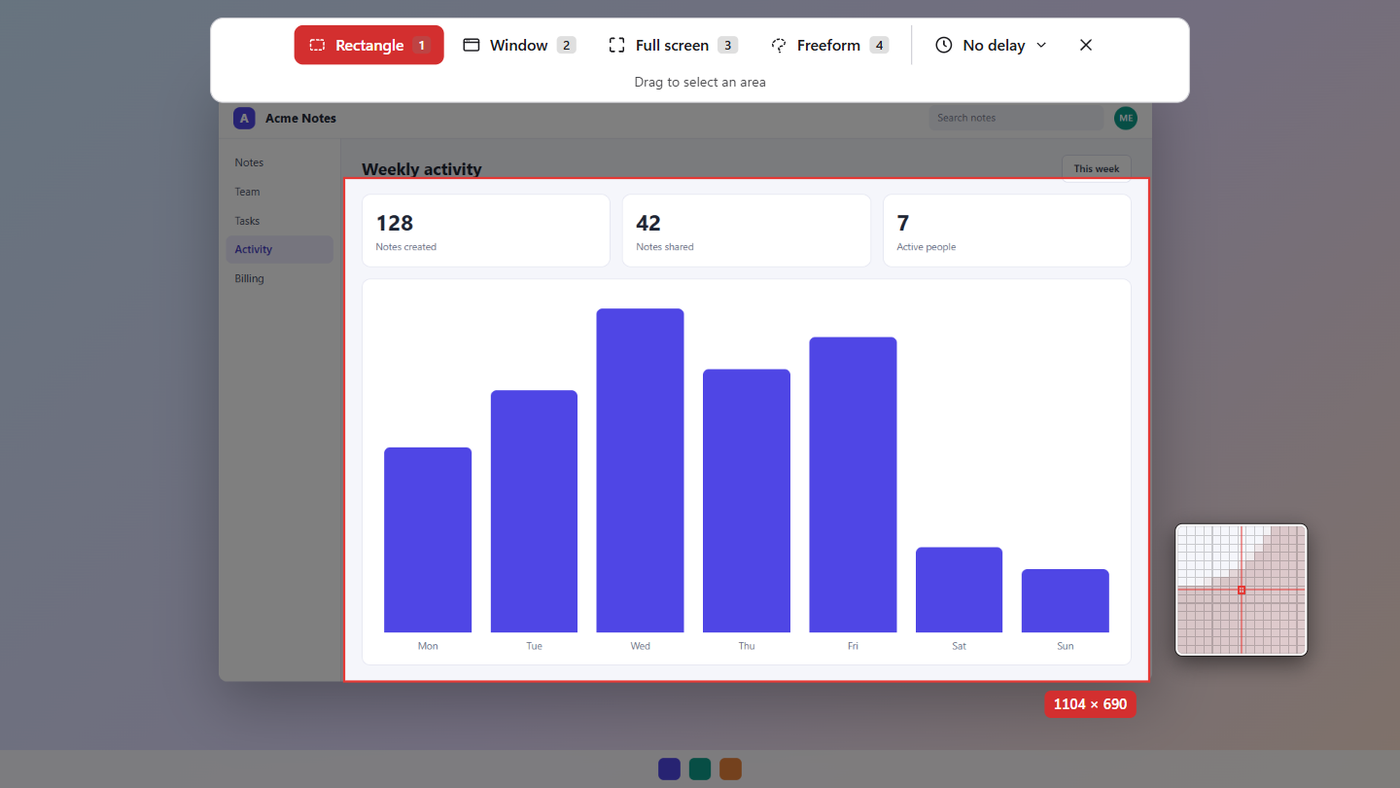 Rectangle 1 Window 2 Full screen 3 Freeform 4 No delay
Drag to select an area
A Acme Notes Search notes ME
Notes
Team
Tasks
Activity
Billing
Weekly activity This week
128 42 7
Notes created Notes shared Active people
Mon Tue Wed Thu Fri Sat Sun
1104 × 690